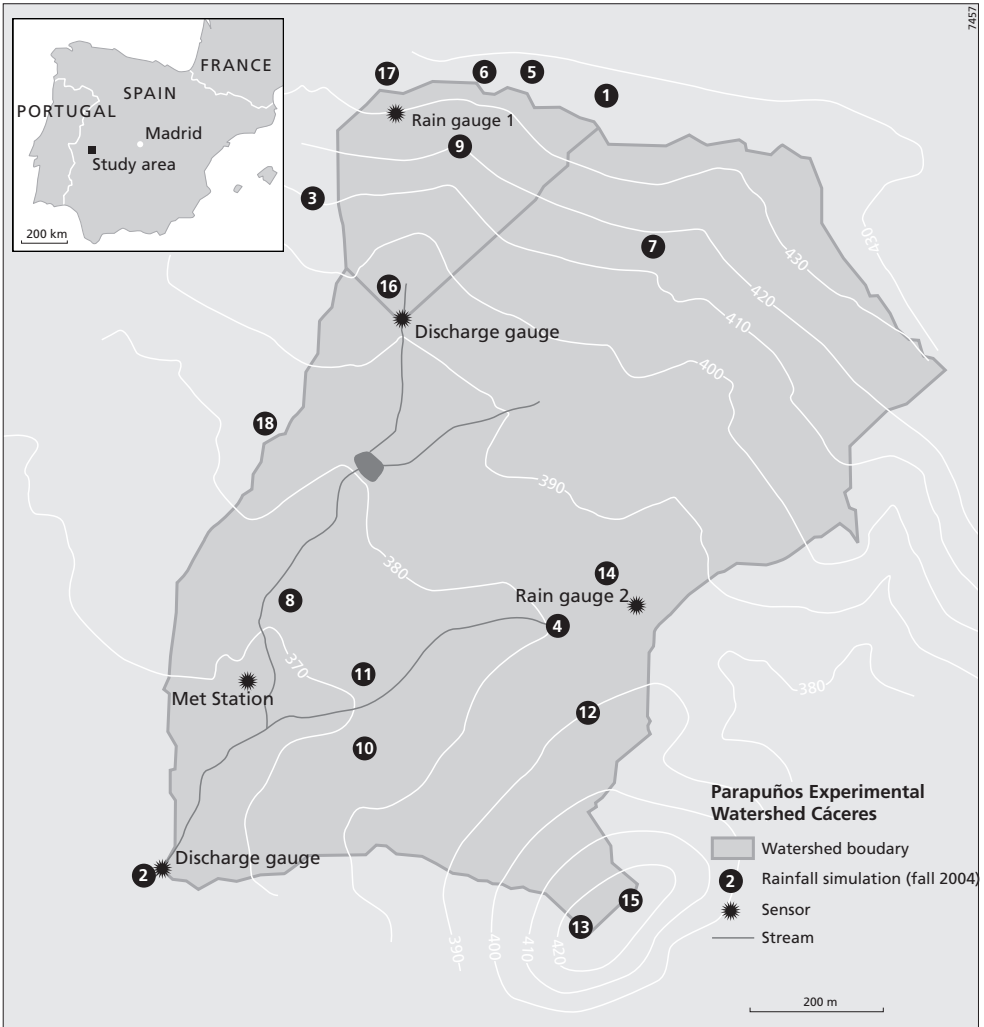 7457
FRANCE
SPAIN
PORTUGAL
Madrid
Study area
200 km
17
6
5
1
Rain gauge 1
9
3
7
430
430
420
410
16
Discharge gauge
400
18
390
380
14
Rain gauge 2
8
4
370
11
Met Station
380
12
10
Parapuños Experimental
Watershed Cáceres
Watershed boudary
2 Rainfall simulation (fall 2004)
Sensor
Stream
Discharge gauge
2
15
13
390
400
410
420
200 m